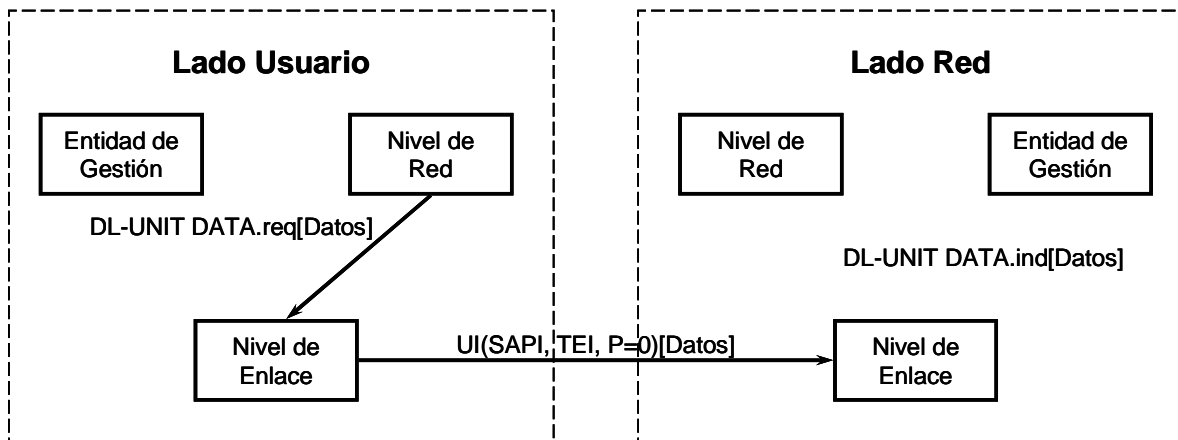 Lado Usuario
Lado Red
Entidad de
Gestión
Nivel de
Red
Nivel de
Red
Entidad de
Gestión
DL-UNIT DATA.req[Datos]
DL-UNIT DATA.ind[Datos]
Nivel de
Enlace
UI(SAPI, TEI, P=0)[Datos]
Nivel de
Enlace